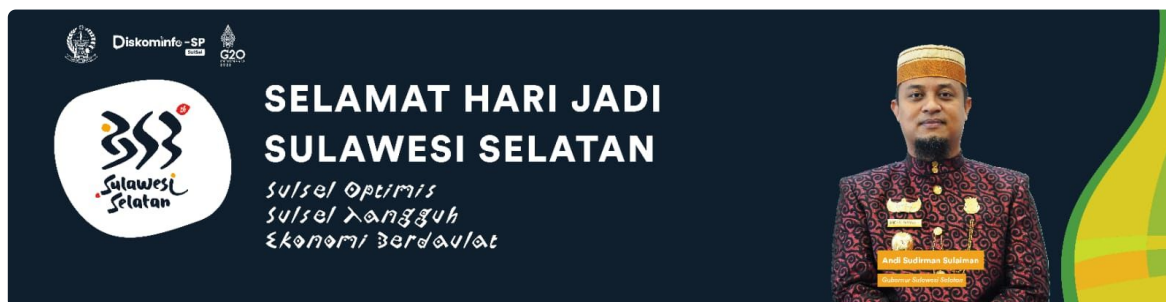 Diskominfo-SP
SulSel
G20
353
th
Sulawesi
Selatan
SELAMAT HARI JADI
SULAWESI SELATAN
Sulsel Optimis
Sulsel Tangguh
Ekonomi Berdaulat
Andi Sudirman Sulaiman
Gubernur Sulawesi Selatan